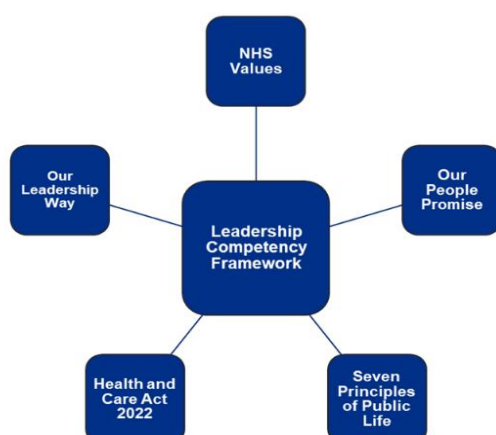 NHS
Values
Our
Leadership
Way
Our
People
Promise
Leadership
Competency
Framework
Health and
Care Act
2022
Seven
Principles
of Public
Life